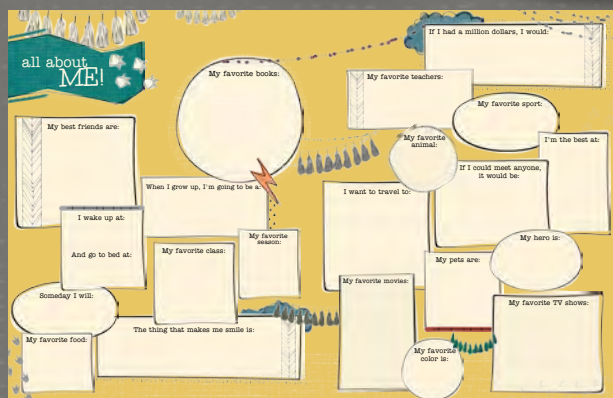 all about
ME!
My favorite books:
My best friends are:
When I grow up, I'm going to be a:
I wake up at:
And go to bed at:
My favorite class:
My favorite
season:
Someday I will:
The thing that makes me smile is:
My favorite food:
If I had a million dollars, I would:
My favorite teachers:
My favorite sport:
My favorite
animal:
I'm the best at:
If I could meet anyone,
it would be:
I want to travel to:
My hero is:
My pets are:
My favorite movies:
My favorite TV shows:
My favorite
color is: